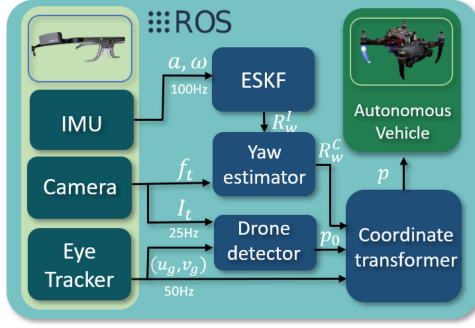 ROS
IMU
a, ω
100Hz
ESKF
R_w^I
Autonomous
Vehicle
Camera
f_t
Yaw
estimator
R_w^C
p
I_t
25Hz
Drone
detector
p_0
Coordinate
transformer
Eye
Tracker
(u_g, v_g)
50Hz